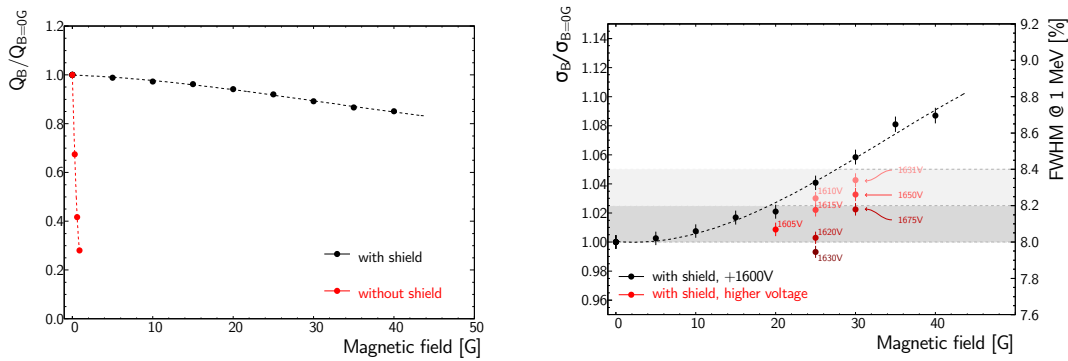 Q_B/Q_B=0G
1.2
1.0
0.8
0.6
0.4
0.2
0.0
0
10
20
30
40
50
with shield
without shield
Magnetic field [G]
σ_B/σ_B=0G
1.14
1.12
1.10
1.08
1.06
1.04
1.02
1.00
0.98
0.96
0
10
20
30
40
1605V
1610V
1615V
1620V
1630V
1631V
1650V
1675V
with shield, +1600V
with shield, higher voltage
Magnetic field [G]
9.2
9.0
8.8
8.6
8.4
8.2
8.0
7.8
7.6
FWHM @ 1 MeV [%]